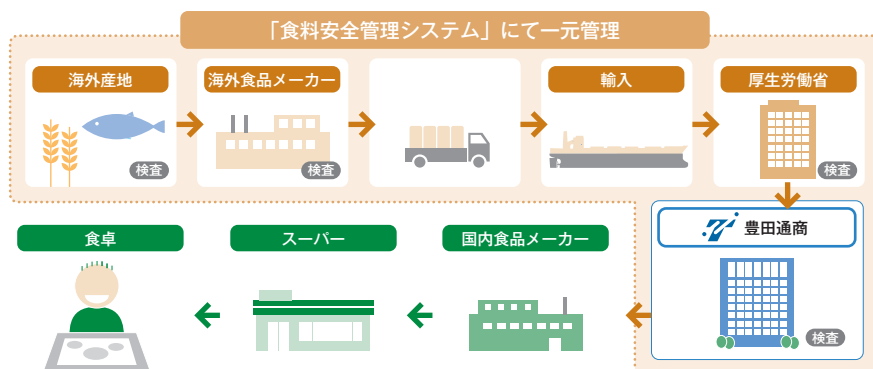 「食料安全管理システム」にて一元管理
海外産地
検査
海外食品メーカー
検査
輸入
厚生労働省
検査
豊田通商
検査
国内食品メーカー
スーパー
食卓